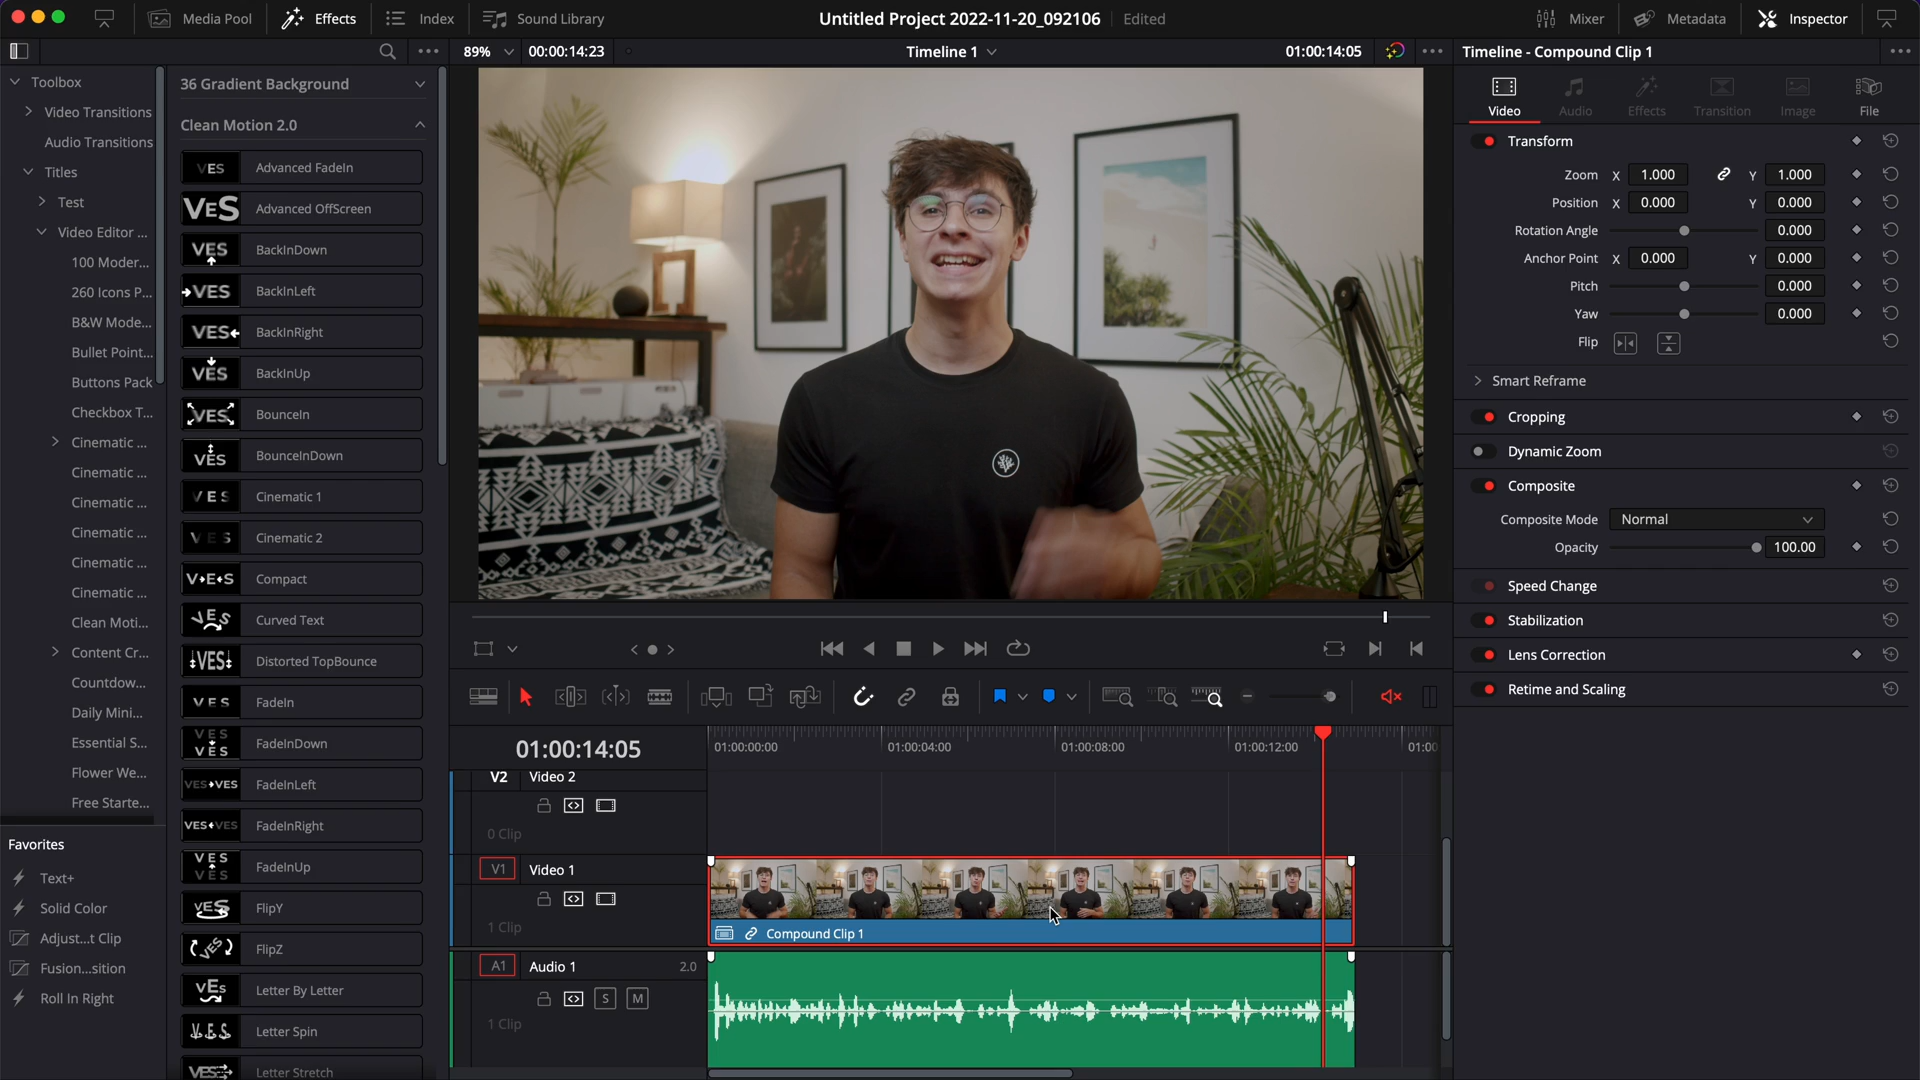 Media Pool
Effects
Index
Sound Library
Untitled Project 2022-11-20_092106
Edited
Mixer
Metadata
Inspector
89%
00:00:14:23
Timeline 1
01:00:14:05
Timeline - Compound Clip 1
Toolbox
Video Transitions
Audio Transitions
Titles
Test
Video Editor ...
100 Moder...
260 Icons P...
B&W Mode...
Bullet Point...
Buttons Pack
Checkbox T...
Cinematic ...
Cinematic ...
Cinematic ...
Cinematic ...
Cinematic ...
Cinematic ...
Clean Moti...
Content Cr...
Countdow...
Daily Mini...
Essential S...
Flower We...
Free Starte...
Favorites
Text+
Solid Color
Adjust...t Clip
Fusion...sition
Roll In Right
36 Gradient Background
Clean Motion 2.0
VES Advanced FadeIn
VES Advanced OffScreen
VES BackInDown
VES BackInLeft
VES BackInRight
VES BackInUp
VES BounceIn
VES BounceInDown
VES Cinematic 1
VES Cinematic 2
VES Compact
VES Curved Text
VES Distorted TopBounce
VES FadeIn
VES VES FadeInDown
VES VES FadeInLeft
VES VES FadeInRight
VES VES FadeInUp
VES FlipY
VES FlipZ
VES Letter By Letter
V.E.S. Letter Spin
VES Letter Stretch
01:00:14:05
01:00:00:00
01:00:04:00
01:00:08:00
01:00:12:00
01:00
V2 Video 2
0 Clip
V1 Video 1
1 Clip
Compound Clip 1
A1 Audio 1 2.0
S M
1 Clip
Video
Audio
Effects
Transition
Image
File
Transform
Zoom X 1.000 Y 1.000
Position X 0.000 Y 0.000
Rotation Angle 0.000
Anchor Point X 0.000 Y 0.000
Pitch 0.000
Yaw 0.000
Flip
Smart Reframe
Cropping
Dynamic Zoom
Composite
Composite Mode Normal
Opacity 100.00
Speed Change
Stabilization
Lens Correction
Retime and Scaling